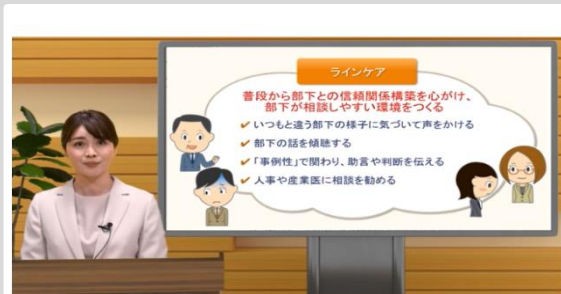 ラインケア
普段から部下との信頼関係構築を心がけ、
部下が相談しやすい環境をつくる
いつもと違う部下の様子に気づいて声をかける
部下の話を傾聴する
「事例性」で関わり、助言や判断を伝える
人事や産業医に相談を勧める